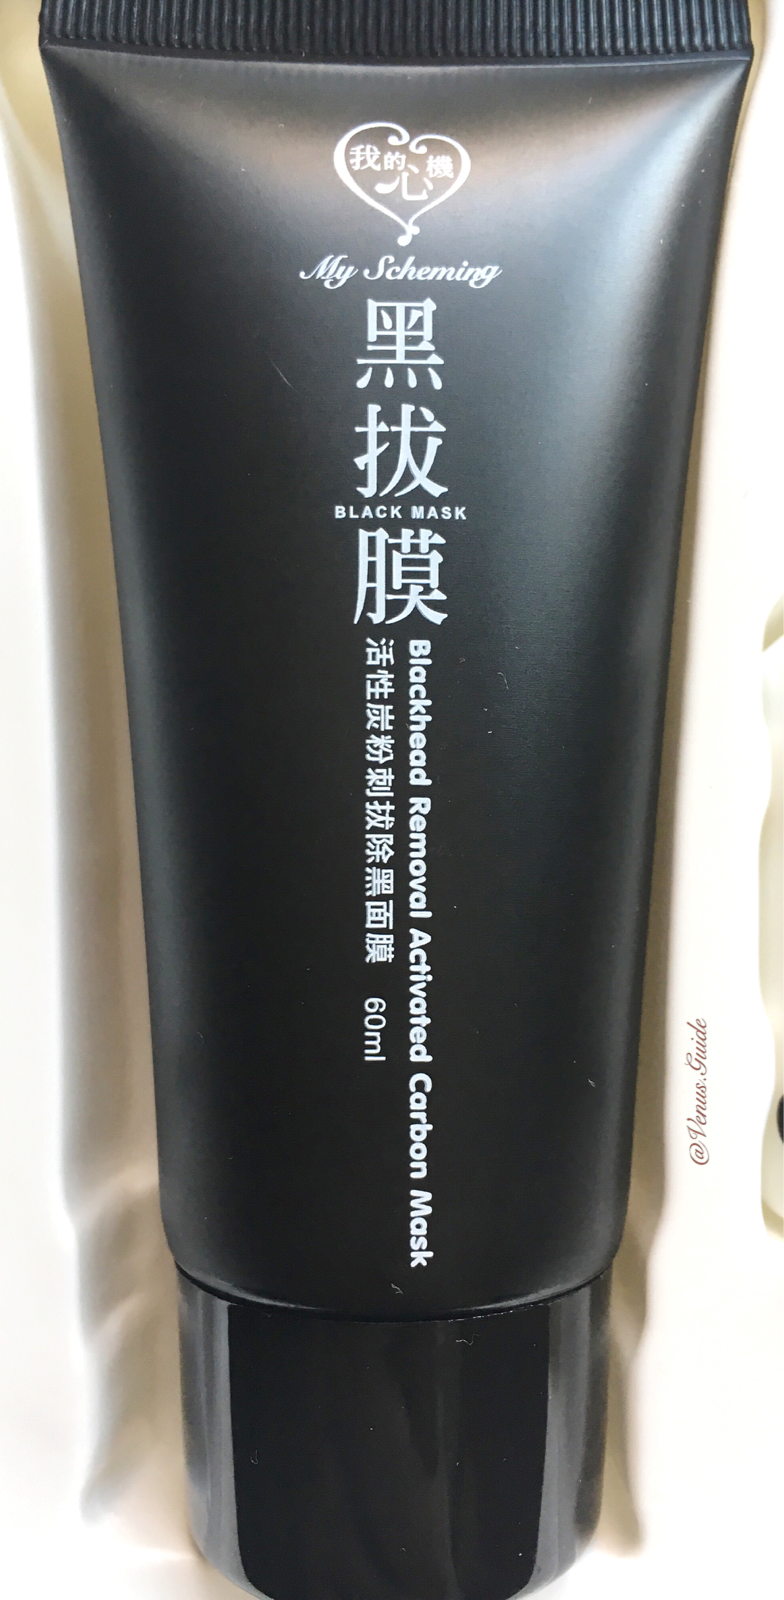 我的心機
My Scheming
黑拔
BLACK MASK
膜
Blackhead Removal Activated Carbon Mask
活性炭粉刺拔除黑面膜 60ml
@Venus.Guide